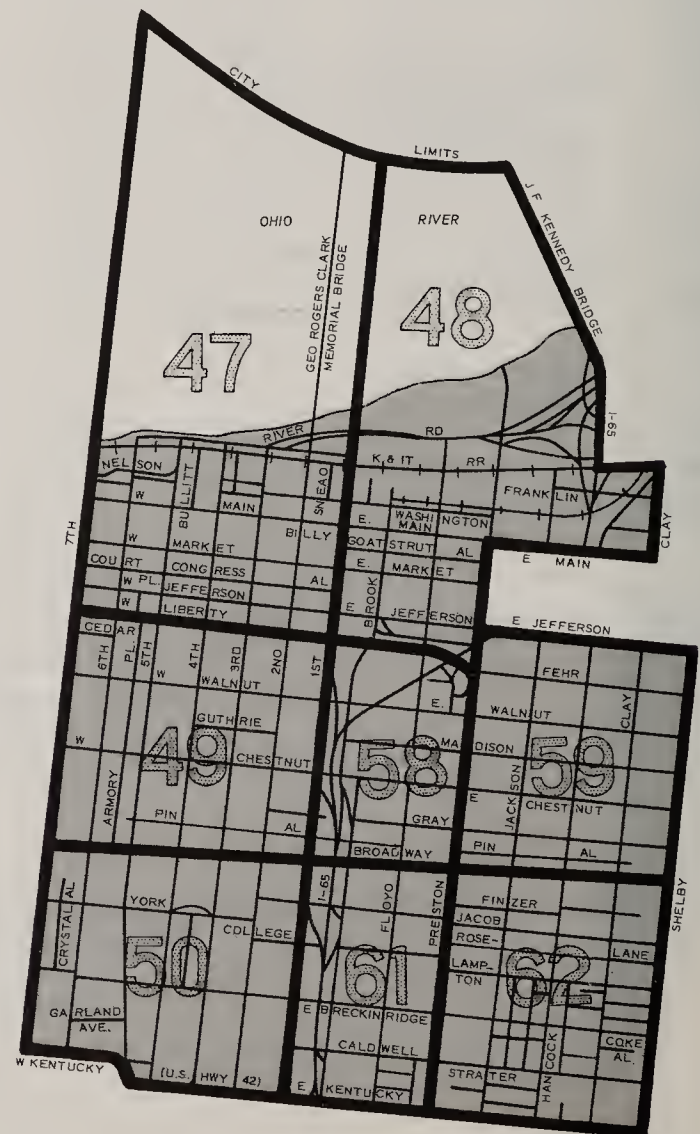 CITY
LIMITS
J F KENNEDY BRIDGE
OHIO
RIVER
GEO ROGERS CLARK
MEMORIAL BRIDGE
48
47
I-65
RIVER
RD
K & IT
RR
NELSON
W
BULLITT
MAIN
SNEAO
FRANKLIN
CLAY
7TH
E.
WASHINGTON
MAIN
BILLY
GOAT STRUT AL
W
MARKET
E.
MARKET
E MAIN
COURT
PL.
CONGRESS
AL
BROOK
W
JEFFERSON
E
JEFFERSON
W
LIBERTY
E JEFFERSON
CEDAR
PL.
6TH
5TH
4TH
3RD
2NO
1ST
FEHR
W
WALNUT
E.
WALNUT
CLAY
GUTHRIE
W
49
CHESTNUT
58
MADISON
59
E
CHESTNUT
JACKSON
ARMORY
PIN
AL
GRAY
PIN
AL
BROADWAY
SHELBY
CRYSTAL AL
YORK
COLLEGE
I-65
FLOYO
PRESTON
FINZER
JACOB
ROSE-
LANE
50
61
LAMP-
TON
62
GARLAND
AVE.
E BRECKINRIDGE
CALDWELL
COKE
AL.
HANCOCK
W KENTUCKY
(U.S. HWY 42)
E.
KENTUCKY
STRATER